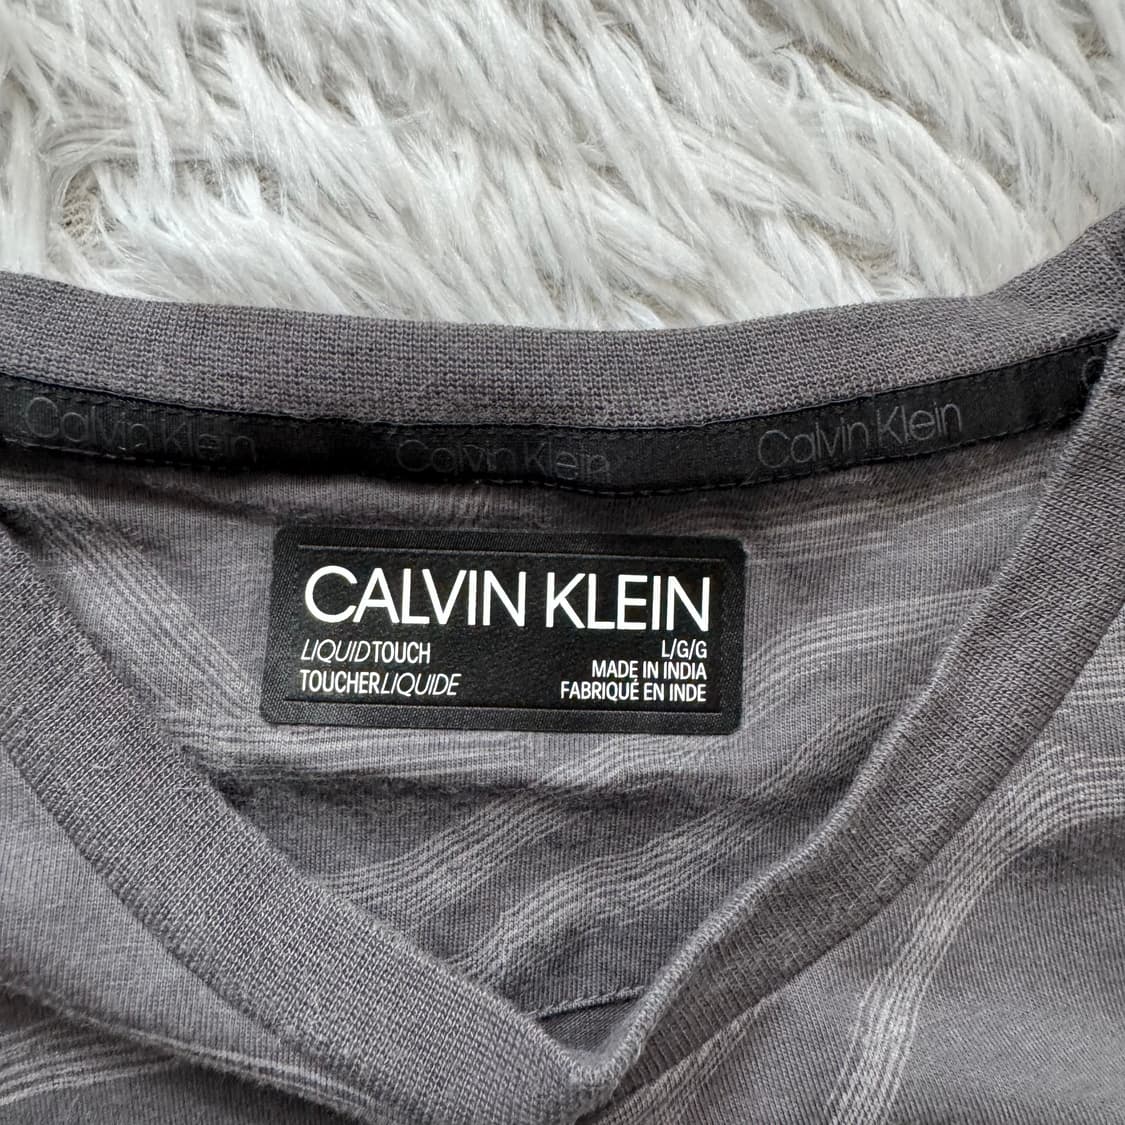 Calvin Klein Calvin Klein Calvin Klein
CALVIN KLEIN
LIQUIDTOUCH
TOUCHERLIQUIDE
L/G/G
MADE IN INDIA
FABRIQUÉ EN INDE